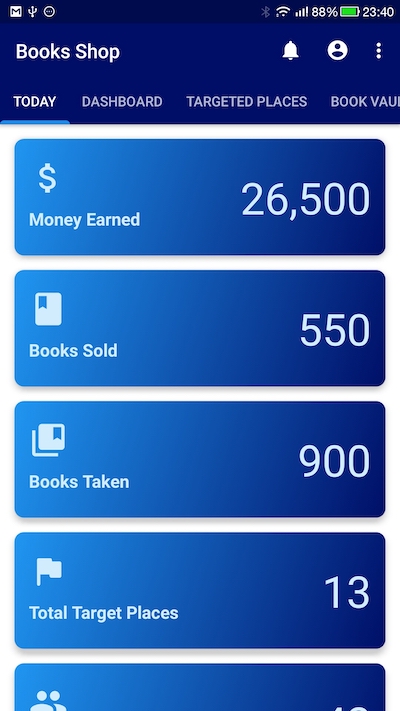 88% 23:40
Books Shop
TODAY DASHBOARD TARGETED PLACES BOOK VAU
$
Money Earned
26,500
Books Sold
550
Books Taken
900
Total Target Places
13